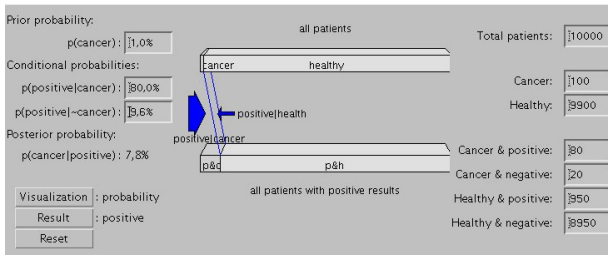 Prior probability:
p(cancer): 1,0%
Conditional probabilities:
p(positive|cancer): 80,0%
p(positive|~cancer): 9,6%
Posterior probability:
p(cancer|positive): 7,8%
Visualization : probability
Result : positive
Reset
all patients
cancer healthy
positive|health
positive|cancer
p&c p&h
all patients with positive results
Total patients: 10000
Cancer: 100
Healthy: 9900
Cancer & positive: 80
Cancer & negative: 20
Healthy & positive: 950
Healthy & negative: 8950